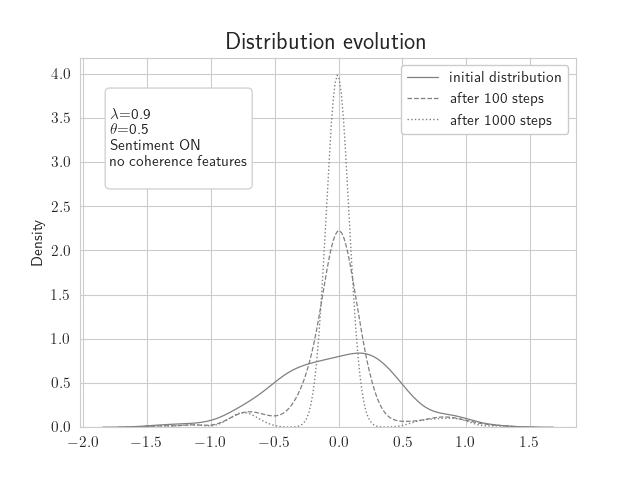 Distribution evolution
initial distribution
after 100 steps
after 1000 steps
λ=0.9
θ=0.5
Sentiment ON
no coherence features
Density
4.0
3.5
3.0
2.5
2.0
1.5
1.0
0.5
0.0
−2.0 −1.5 −1.0 −0.5 0.0 0.5 1.0 1.5